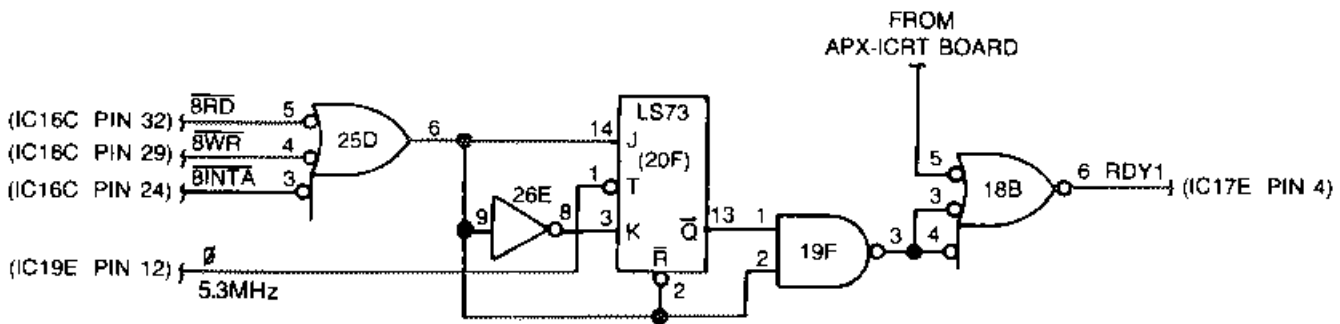 FROM
APX-ICRT BOARD
(IC16C PIN 32) 8RD 5
(IC16C PIN 29) 8WR 4
(IC16C PIN 24) 8INTA 3
25D
6
(IC19E PIN 12) ø
5.3MHz
9 26E 8
LS73
(20F)
14 J
1 T
3 K
Q 13
R
2
1
2
19F
3
5
3
4
18B
6 RDY1 (IC17E PIN 4)